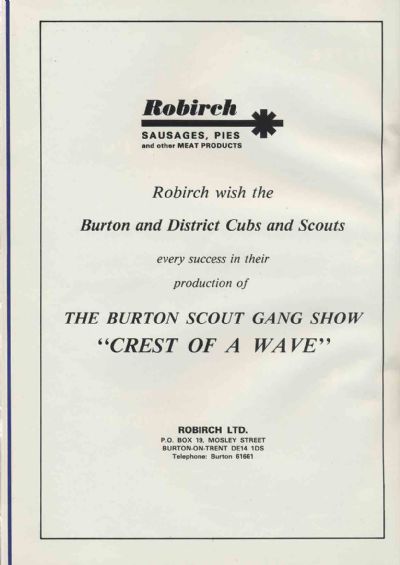 Robirch
SAUSAGES, PIES
and other MEAT PRODUCTS
Robirch wish the
Burton and District Cubs and Scouts
every success in their
production of
THE BURTON SCOUT GANG SHOW
“CREST OF A WAVE”
ROBIRCH LTD.
P.O. BOX 19, MOSLEY STREET
BURTON-ON-TRENT DE14 1DS
Telephone: Burton 61661